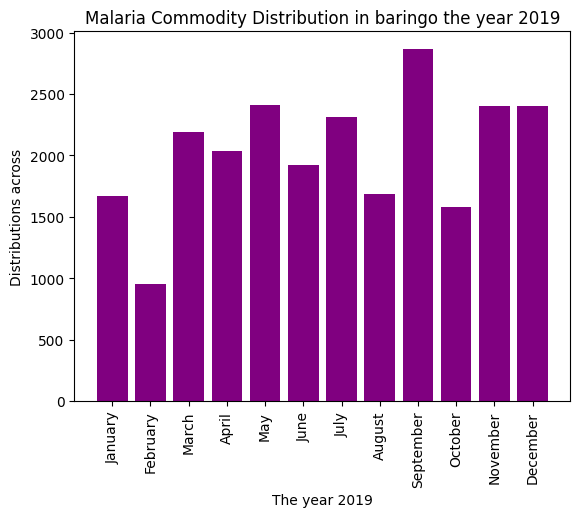 Malaria Commodity Distribution in baringo the year 2019
Distributions across
3000
2500
2000
1500
1000
500
0
January
February
March
April
May
June
July
August
September
October
November
December
The year 2019